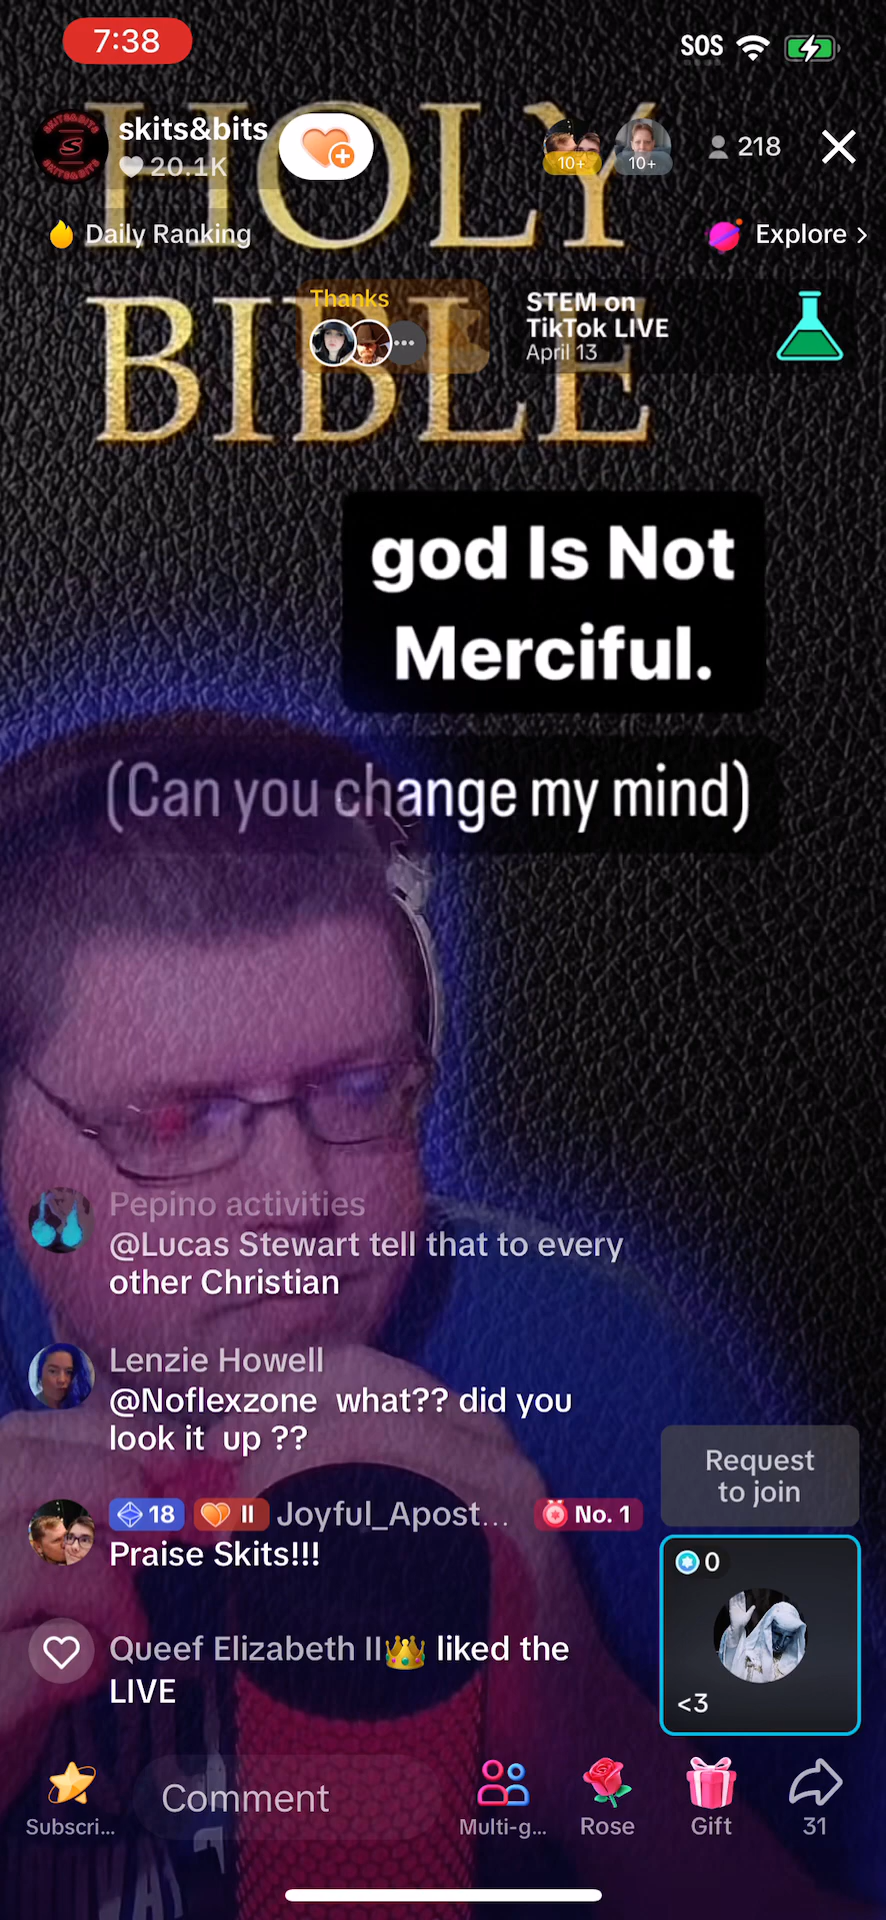 7:38
SOS
skits&bits
20.1K
10+
10+
218
Daily Ranking
Explore >
HOLY
BIBLE
Thanks
STEM on
TikTok LIVE
April 13
god Is Not
Merciful.
(Can you change my mind)
Pepino activities
@Lucas Stewart tell that to every
other Christian
Lenzie Howell
@Noflexzone what?? did you
look it up ??
18
II
Joyful_Apost...
No. 1
Praise Skits!!!
Queef Elizabeth II👑 liked the
LIVE
Request
to join
0
<3
Comment
Subscri...
Multi-g...
Rose
Gift
31